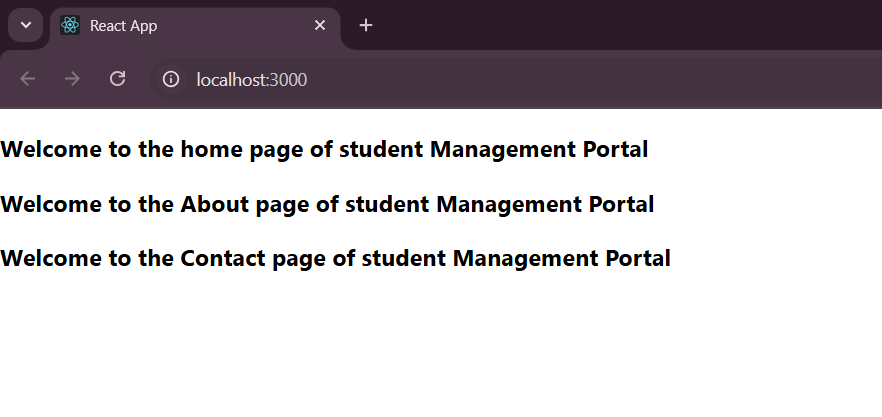 React App
localhost:3000
Welcome to the home page of student Management Portal
Welcome to the About page of student Management Portal
Welcome to the Contact page of student Management Portal